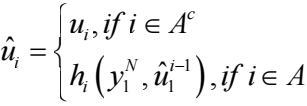 û_i = { u_i, if i ∈ A^c
h_i ( y_1^N, û_1^{i-1} ), if i ∈ A